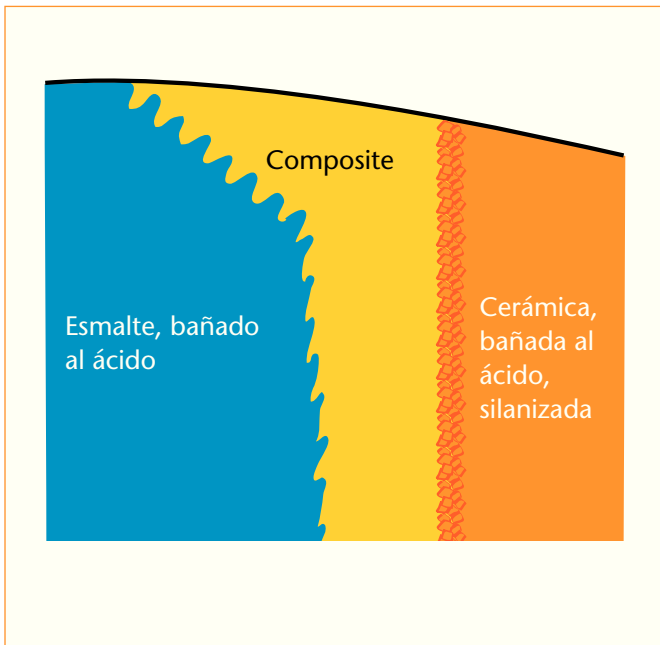 Composite
Esmalte, bañado
al ácido
Cerámica,
bañada al
ácido,
silanizada